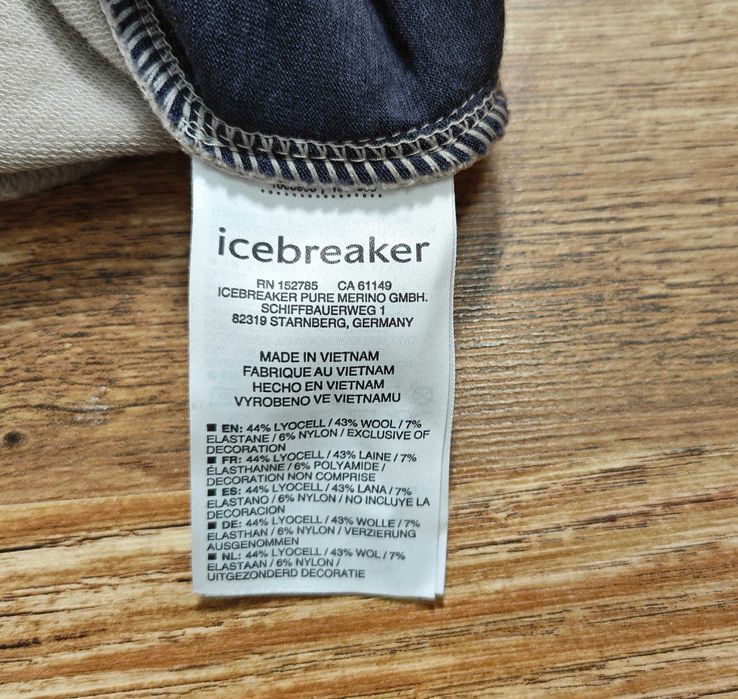 icebreaker
RN 152785 CA 61149
ICEBREAKER PURE MERINO GMBH.
SCHIFFBAUERWEG 1
82319 STARNBERG, GERMANY
MADE IN VIETNAM
FABRIQUE AU VIETNAM
HECHO EN VIETNAM
VYROBENO VE VIETNAMU
■ EN: 44% LYOCELL / 43% WOOL / 7%
ELASTANE / 6% NYLON / EXCLUSIVE OF
DECORATION
■ FR: 44% LYOCELL / 43% LAINE / 7%
ÉLASTHANNE / 6% POLYAMIDE /
DECORATION NON COMPRISE
■ ES: 44% LYOCELL / 43% LANA / 7%
ELASTANO / 6% NYLON / NO INCLUYE LA
DECORACION
■ DE: 44% LYOCELL / 43% WOLLE / 7%
ELASTHAN / 6% NYLON / VERZIERUNG
AUSGENOMMEN
■ NL: 44% LYOCELL / 43% WOL / 7%
ELASTAAN / 6% NYLON /
UITGEZONDERD DECORATIE